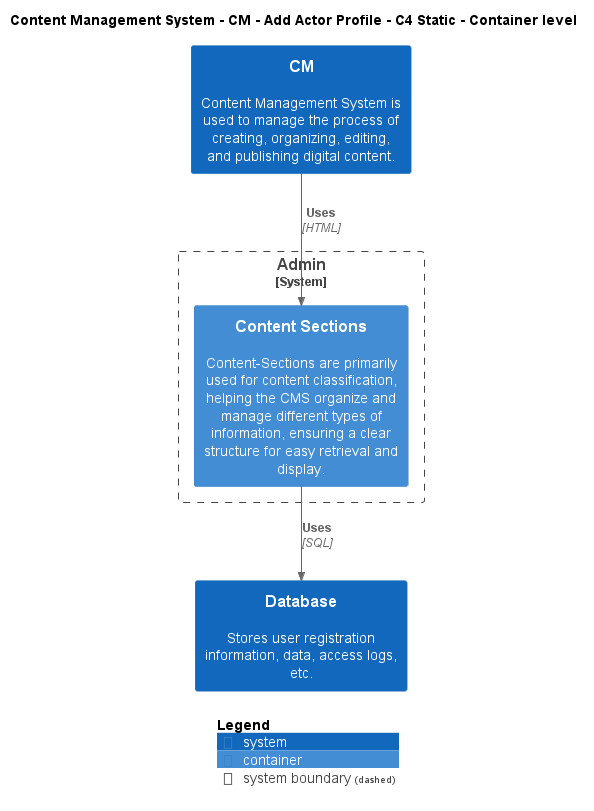 Content Management System - CM - Add Actor Profile - C4 Static - Container level
CM
Content Management System is
used to manage the process of
creating, organizing, editing,
and publishing digital content.
Uses
[HTML]
Admin
[System]
Content Sections
Content-Sections are primarily
used for content classification,
helping the CMS organize and
manage different types of
information, ensuring a clear
structure for easy retrieval and
display.
Uses
[SQL]
Database
Stores user registration
information, data, access logs,
etc.
Legend
system
container
system boundary (dashed)